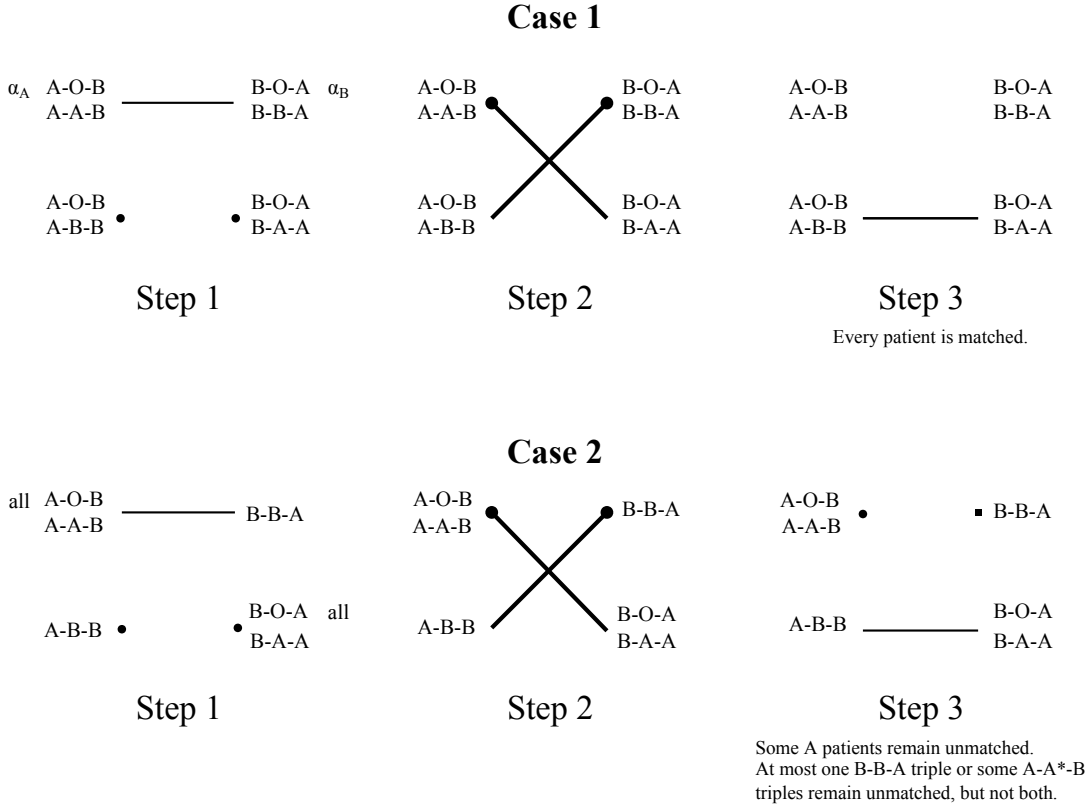 Case 1
α_A A-O-B B-O-A α_B A-O-B B-O-A A-O-B B-O-A
A-A-B B-B-A A-A-B B-B-A A-A-B B-B-A
A-O-B B-O-A A-O-B B-O-A A-O-B B-O-A
A-B-B B-A-A A-B-B B-A-A A-B-B B-A-A
Step 1 Step 2 Step 3
Every patient is matched.
Case 2
all A-O-B B-B-A A-O-B B-B-A A-O-B B-B-A
A-A-B A-A-B A-A-B
A-B-B B-O-A all A-B-B B-O-A A-B-B B-O-A
B-A-A B-A-A B-A-A
Step 1 Step 2 Step 3
Some A patients remain unmatched.
At most one B-B-A triple or some A-A*-B
triples remain unmatched, but not both.